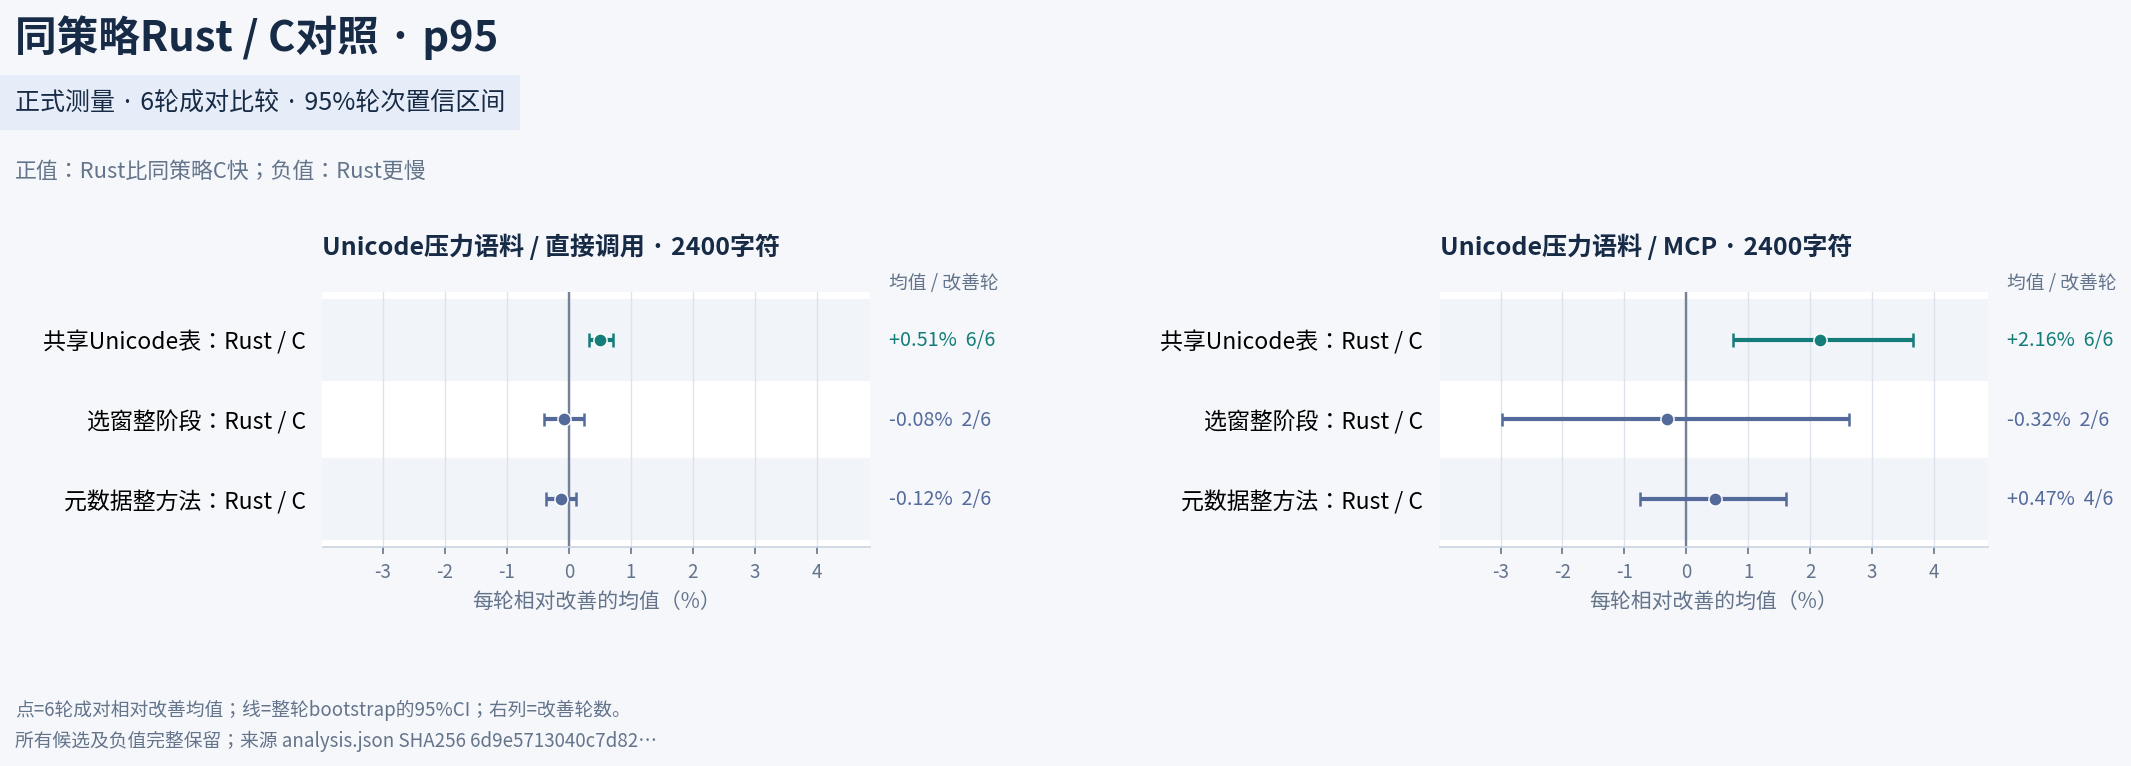 同策略Rust / C对照 · p95
正式测量 · 6轮成对比较 · 95%轮次置信区间
正值：Rust比同策略C快；负值：Rust更慢
Unicode压力语料 / 直接调用 · 2400字符
均值 / 改善轮
共享Unicode表：Rust / C
+0.51% 6/6
选窗整阶段：Rust / C
-0.08% 2/6
元数据整方法：Rust / C
-0.12% 2/6
-3 -2 -1 0 1 2 3 4
每轮相对改善的均值（%）
Unicode压力语料 / MCP · 2400字符
均值 / 改善轮
共享Unicode表：Rust / C
+2.16% 6/6
选窗整阶段：Rust / C
-0.32% 2/6
元数据整方法：Rust / C
+0.47% 4/6
-3 -2 -1 0 1 2 3 4
每轮相对改善的均值（%）
点=6轮成对相对改善均值；线=整轮bootstrap的95%CI；右列=改善轮数。
所有候选及负值完整保留；来源 analysis.json SHA256 6d9e5713040c7d82…